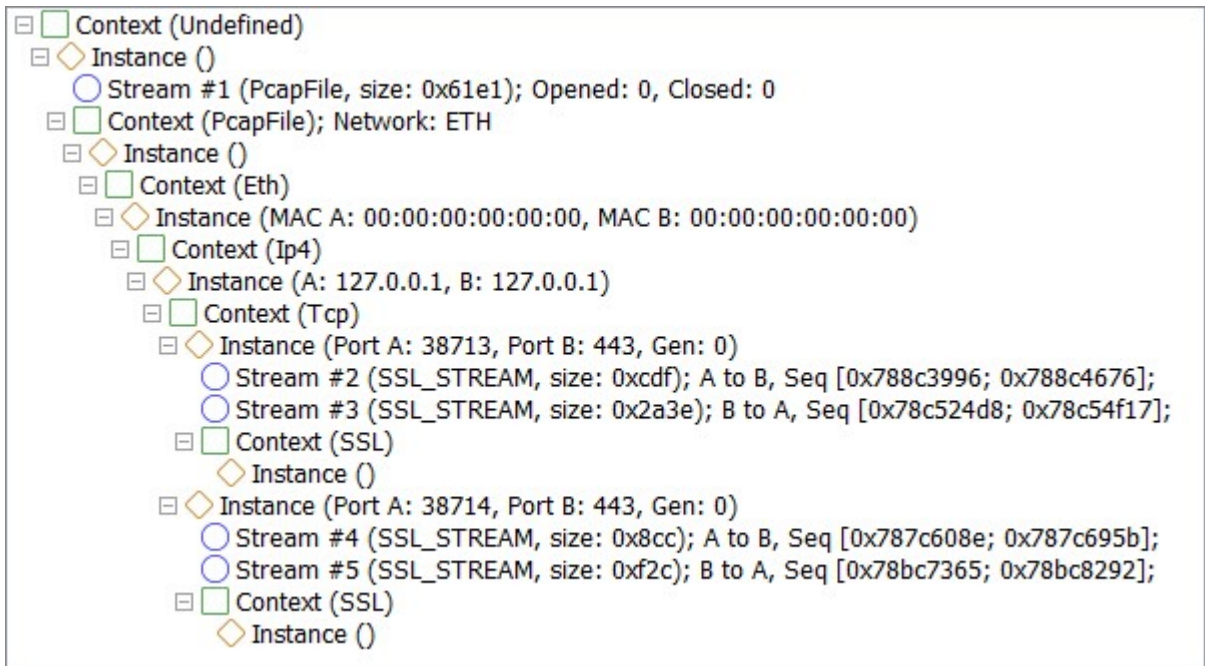 Context (Undefined)
Instance ()
Stream #1 (PcapFile, size: 0x61e1); Opened: 0, Closed: 0
Context (PcapFile); Network: ETH
Instance ()
Context (Eth)
Instance (MAC A: 00:00:00:00:00:00, MAC B: 00:00:00:00:00:00)
Context (Ip4)
Instance (A: 127.0.0.1, B: 127.0.0.1)
Context (Tcp)
Instance (Port A: 38713, Port B: 443, Gen: 0)
Stream #2 (SSL_STREAM, size: 0xcdf); A to B, Seq [0x788c3996; 0x788c4676];
Stream #3 (SSL_STREAM, size: 0x2a3e); B to A, Seq [0x78c524d8; 0x78c54f17];
Context (SSL)
Instance ()
Instance (Port A: 38714, Port B: 443, Gen: 0)
Stream #4 (SSL_STREAM, size: 0x8cc); A to B, Seq [0x787c608e; 0x787c695b];
Stream #5 (SSL_STREAM, size: 0xf2c); B to A, Seq [0x78bc7365; 0x78bc8292];
Context (SSL)
Instance ()